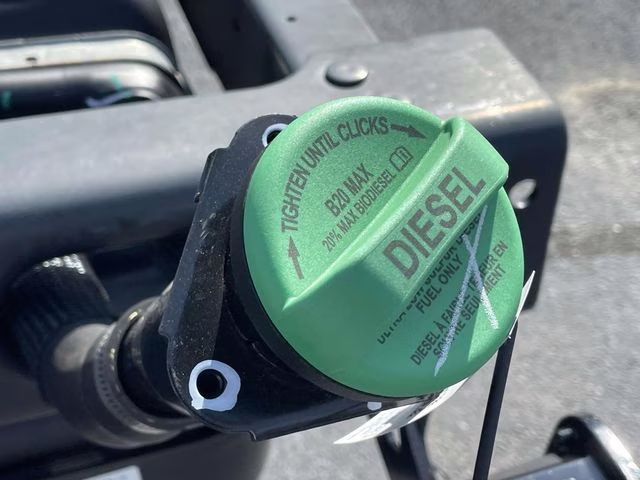 TIGHTEN UNTIL CLICKS
B20 MAX
20% MAX BIODIESEL
DIESEL
FUEL ONLY
DIESEL À FAIBLE TENEUR EN
SOUFRE SEULEMENT